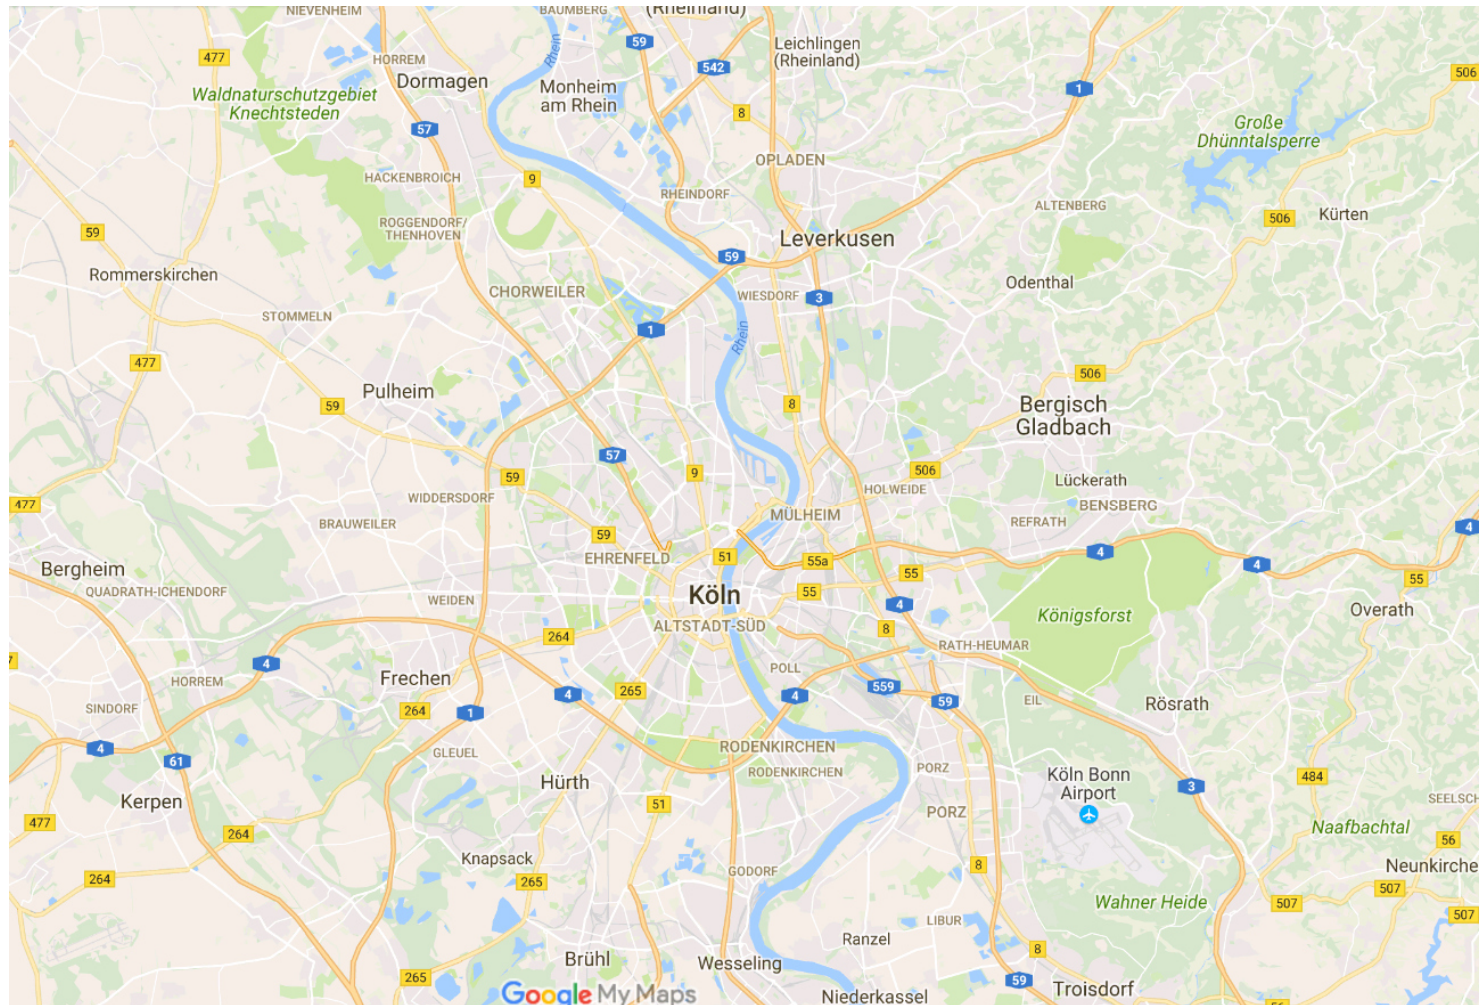 NIEVENHEIM
BAUMBERG
(Rheinland)
59
Leichlingen
(Rheinland)
477
HORREM
Dormagen
Rhein
542
506
Waldnaturschutzgebiet
Knechtsteden
Monheim
am Rhein
1
8
57
Große
Dhünntalsperre
OPLADEN
HACKENBROICH
9
RHEINDORF
ALTENBERG
506
Kürten
ROGGENDORF/
THENHOVEN
59
Leverkusen
59
Rommerskirchen
Odenthal
CHORWEILER
WIESDORF
3
STOMMELN
1
Rhein
477
506
Pulheim
59
8
Bergisch
Gladbach
57
59
9
506
Lückerath
HOLWEIDE
WIDDERSDORF
477
BENSBERG
BRAUWEILER
MÜLHEIM
REFRATH
4
59
EHRENFELD
51
55a
4
4
Bergheim
55
55
QUADRATH-ICHENDORF
Köln
55
WEIDEN
4
Königsforst
Overath
ALTSTADT-SÜD
8
264
RATH-HEUMAR
4
POLL
Frechen
HORREM
265
4
4
559
59
EIL
Rösrath
SINDORF
264
1
4
GLEUEL
RODENKIRCHEN
61
RODENKIRCHEN
PORZ
Köln Bonn
Airport
484
Hürth
3
Kerpen
51
PORZ
SEELSCH
477
264
Naafbachtal
56
Knapsack
8
Neunkirche
264
265
GODORF
507
Wahner Heide
507
507
LIBUR
Ranzel
8
Brühl
Wesseling
265
59
Troisdorf
Google My Maps
Niederkassel
56